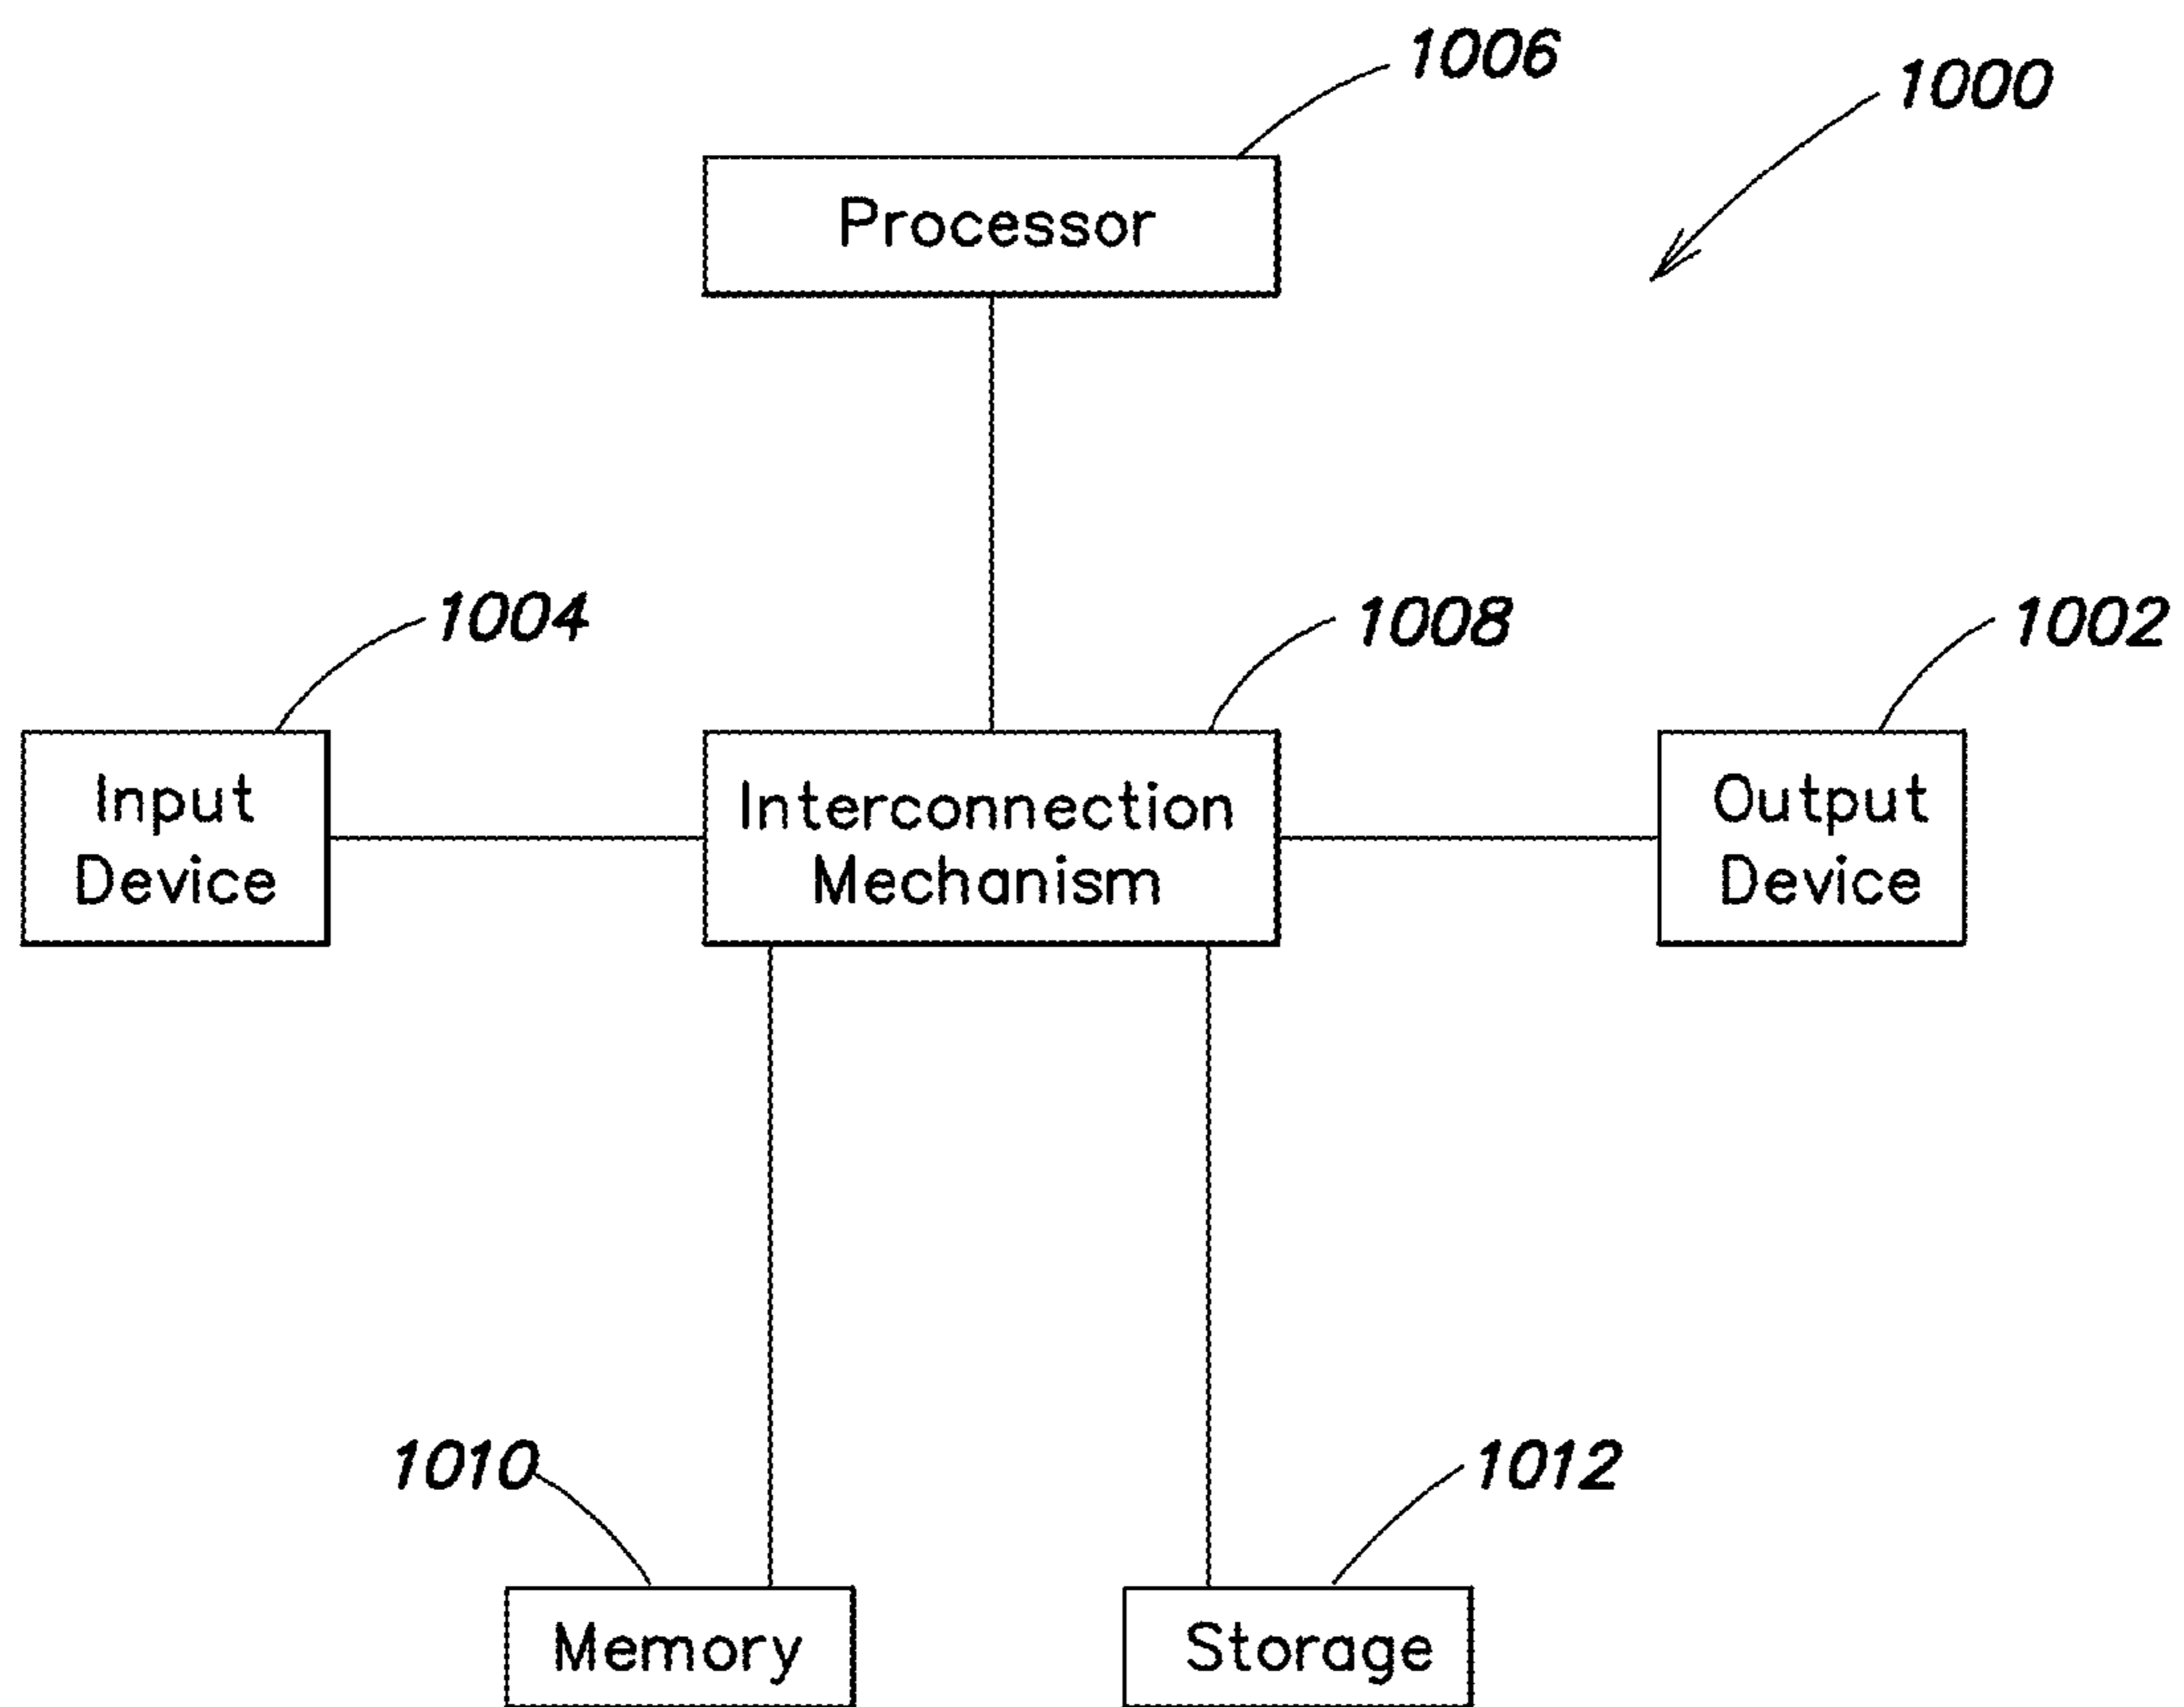 1006
1000
Processor
1004
1008
1002
Input
Device
Interconnection
Mechanism
Output
Device
1010
1012
Memory
Storage